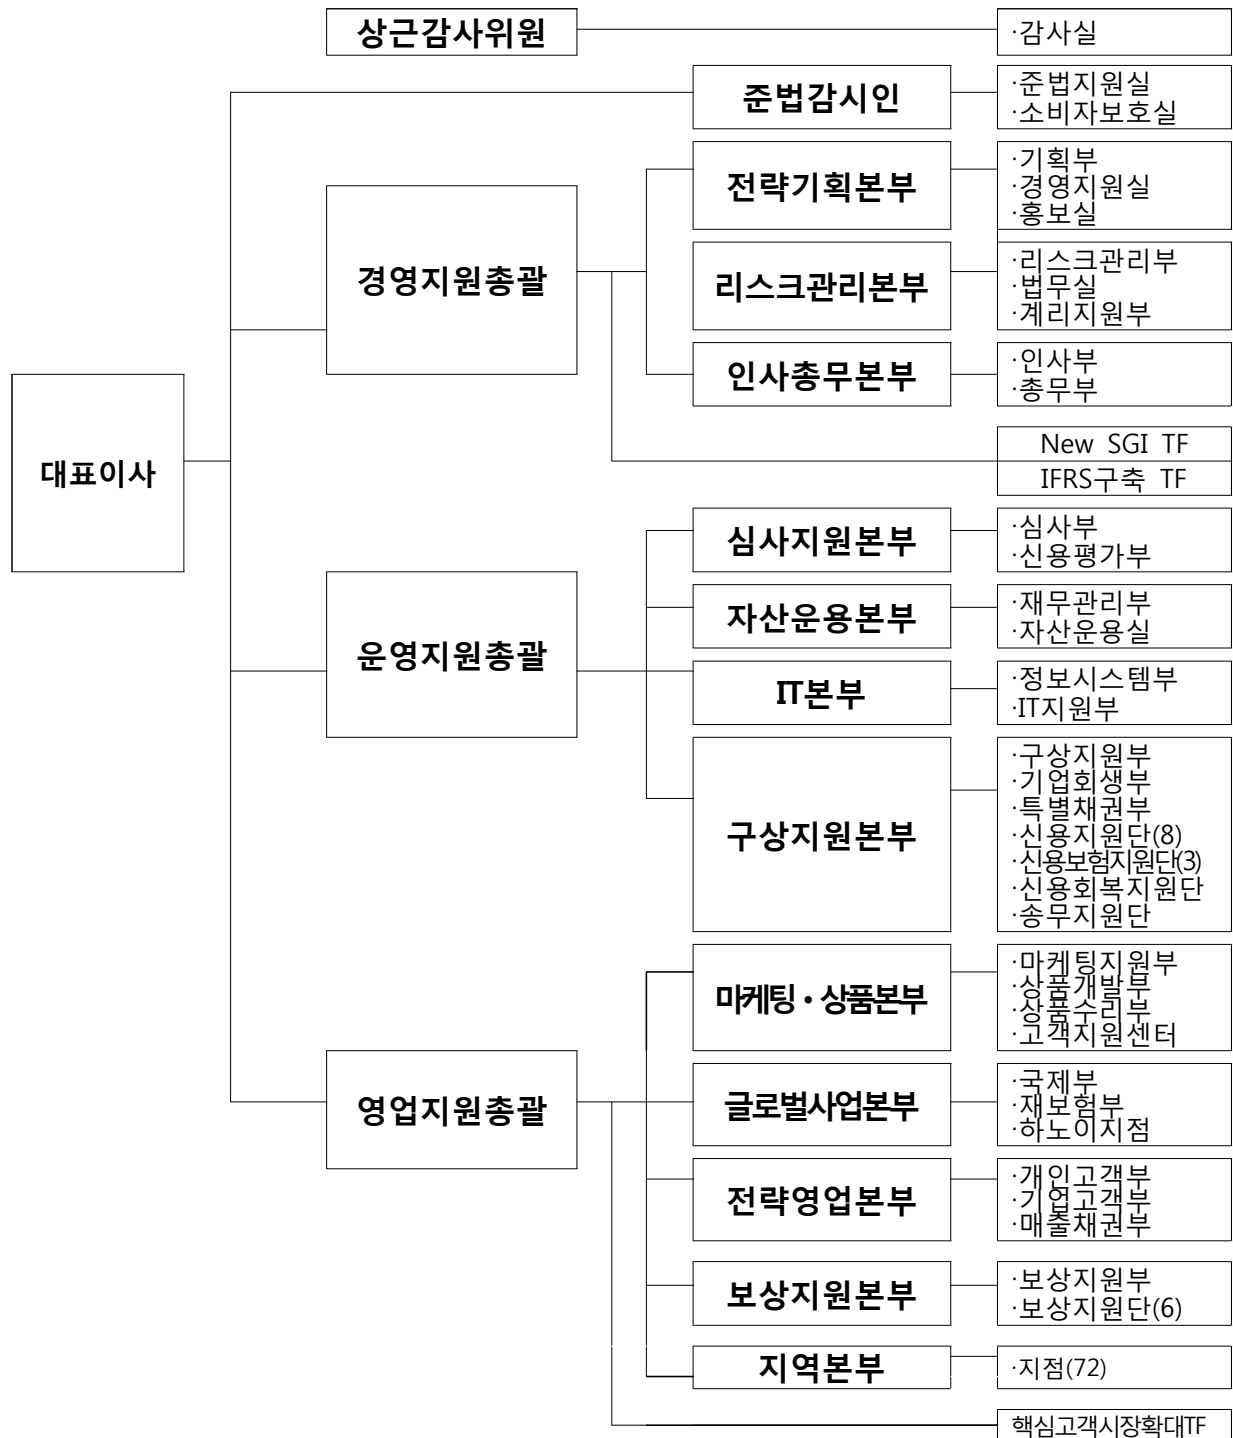 상근감사위원
·감사실
준법감시인
·준법지원실
·소비자보호실
전략기획본부
·기획부
·경영지원실
·홍보실
경영지원총괄
리스크관리본부
·리스크관리부
·법무실
·계리지원부
인사총무본부
·인사부
·총무부
New SGI TF
IFRS구축 TF
대표이사
심사지원본부
·심사부
·신용평가부
운영지원총괄
자산운용본부
·재무관리부
·자산운용실
IT본부
·정보시스템부
·IT지원부
구상지원본부
·구상지원부
·기업회생부
·특별채권부
·신용지원단(8)
·신용보험지원단(3)
·신용회복지원단
·송무지원단
마케팅·상품본부
·마케팅지원부
·상품개발부
·상품수리부
·고객지원센터
영업지원총괄
글로벌사업본부
·국제부
·재보험부
·하노이지점
전략영업본부
·개인고객부
·기업고객부
·매출채권부
보상지원본부
·보상지원부
·보상지원단(6)
지역본부
·지점(72)
핵심고객시장확대TF